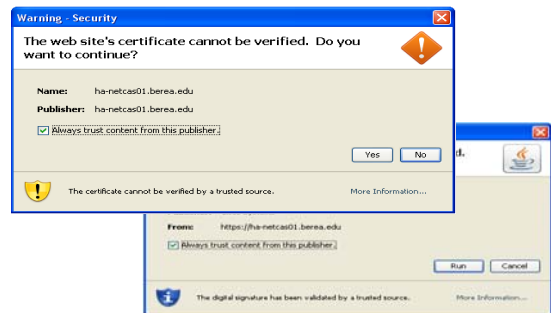 Warning - Security
The web site's certificate cannot be verified. Do you
want to continue?
Name: ha-netcas01.berea.edu
Publisher: ha-netcas01.berea.edu
Always trust content from this publisher.
Yes No
The certificate cannot be verified by a trusted source. More Information...
d.
From: https://ha-netcas01.berea.edu
Always trust content from this publisher.
Run Cancel
The digital signature has been validated by a trusted source. More Information...